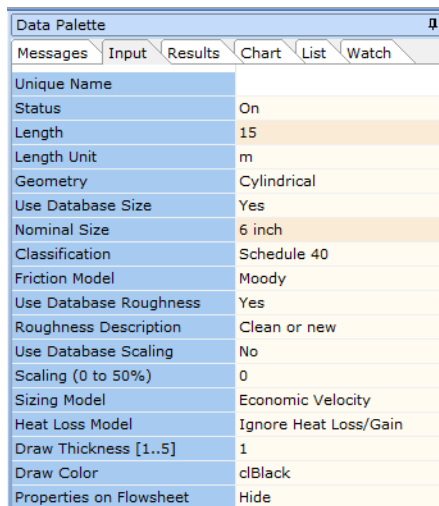 Data Palette
Messages Input Results Chart List Watch
Unique Name
Status On
Length 15
Length Unit m
Geometry Cylindrical
Use Database Size Yes
Nominal Size 6 inch
Classification Schedule 40
Friction Model Moody
Use Database Roughness Yes
Roughness Description Clean or new
Use Database Scaling No
Scaling (0 to 50%) 0
Sizing Model Economic Velocity
Heat Loss Model Ignore Heat Loss/Gain
Draw Thickness [1..5] 1
Draw Color clBlack
Properties on Flowsheet Hide